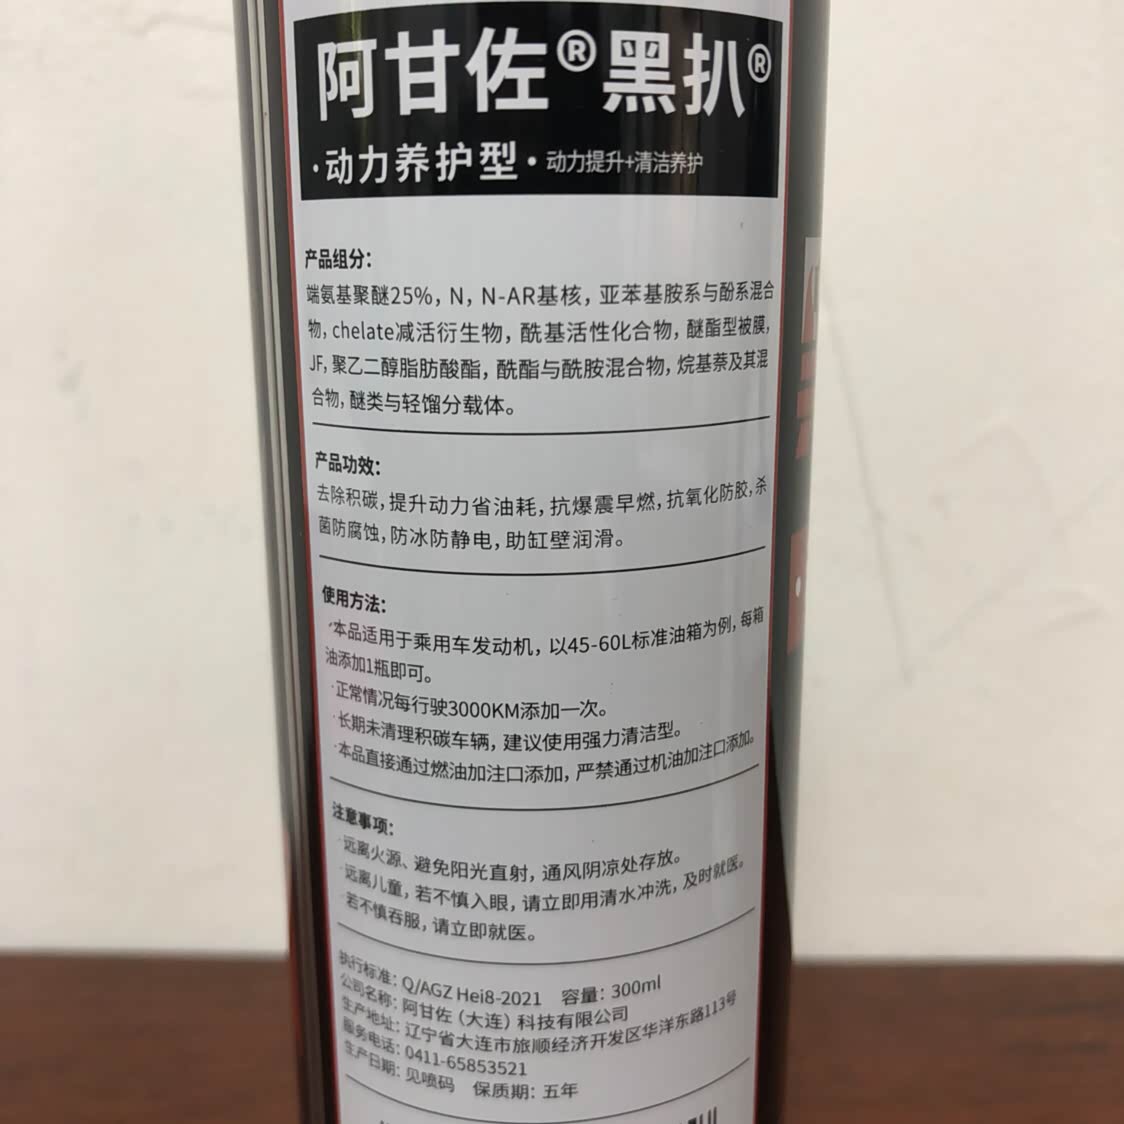 阿甘佐®黑扒®
·动力养护型·动力提升+清洁养护
产品组分：
端氨基聚醚25%，N，N-AR基核，亚苯基胺系与酚系混合
物，chelate减活衍生物，酰基活性化合物，醚酯型被膜，
JF，聚乙二醇脂肪酸酯，酰酯与酰胺混合物，烷基萘及其混
合物，醚类与轻馏分载体。
产品功效：
去除积碳，提升动力省油耗，抗爆震早燃，抗氧化防胶，杀
菌防腐蚀，防冰防静电，助缸壁润滑。
使用方法：
·本品适用于乘用车发动机，以45-60L标准油箱为例，每箱
油添加1瓶即可。
·正常情况每行驶3000KM添加一次。
·长期未清理积碳车辆，建议使用强力清洁型。
·本品直接通过燃油加注口添加，严禁通过机油加注口添加。
注意事项：
·远离火源、避免阳光直射，通风阴凉处存放。
·远离儿童，若不慎入眼，请立即用清水冲洗，及时就医。
·若不慎吞服，请立即就医。
执行标准：Q/AGZ Hei8-2021 容量：300ml
公司名称：阿甘佐（大连）科技有限公司
生产地址：辽宁省大连市旅顺经济开发区华洋东路113号
服务电话：0411-65853521
生产日期：见喷码 保质期：五年